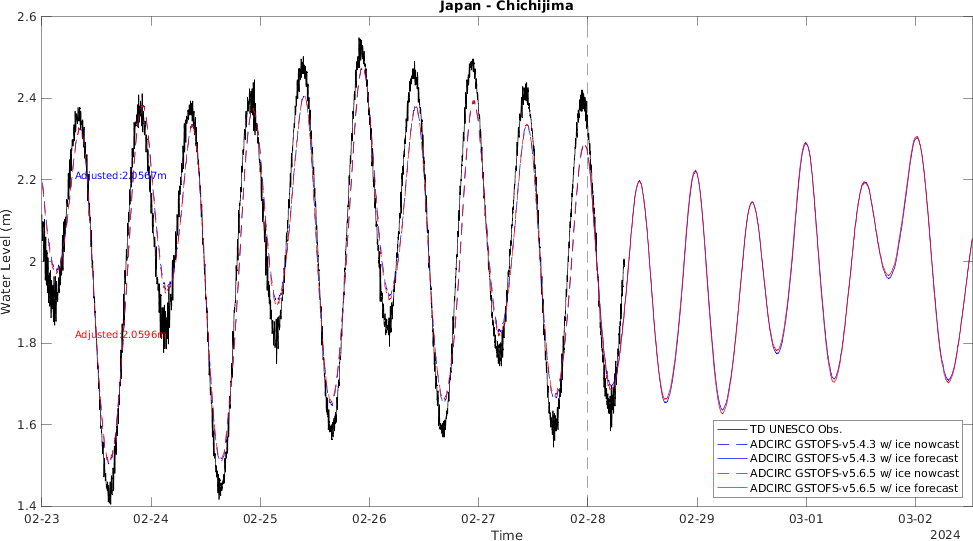 Japan - Chichijima
2.6
2.4
2.2
2
1.8
1.6
1.4
Water Level (m)
Adjusted:2.0567m
Adjusted:2.0596m
TD UNESCO Obs.
ADCIRC GSTOFS-v5.4.3 w/ ice nowcast
ADCIRC GSTOFS-v5.4.3 w/ ice forecast
ADCIRC GSTOFS-v5.6.5 w/ ice nowcast
ADCIRC GSTOFS-v5.6.5 w/ ice forecast
02-23 02-24 02-25 02-26 02-27 02-28 02-29 03-01 03-02
Time
2024